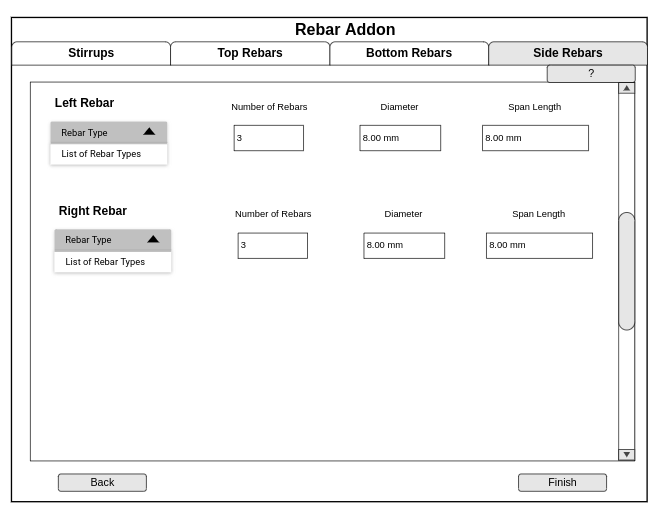 Rebar Addon
Stirrups
Top Rebars
Bottom Rebars
Side Rebars
?
Left Rebar
Number of Rebars
Diameter
Span Length
Rebar Type
3
8.00 mm
8.00 mm
List of Rebar Types
Right Rebar
Number of Rebars
Diameter
Span Length
Rebar Type
3
8.00 mm
8.00 mm
List of Rebar Types
Back
Finish